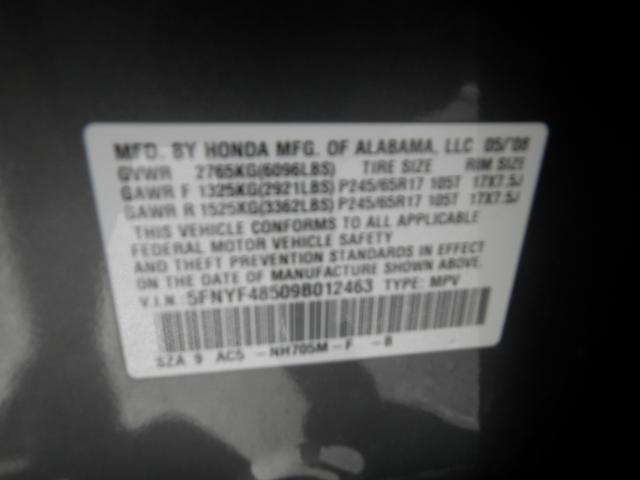 MFD. BY HONDA MFG. OF ALABAMA, LLC 05/'08
GVWR 2765KG(6096LBS) TIRE SIZE RIM SIZE
GAWR F 1325KG(2921LBS) P245/65R17 105T 17X7.5J
GAWR R 1525KG(3362LBS) P245/65R17 105T 17X7.5J
THIS VEHICLE CONFORMS TO ALL APPLICABLE
FEDERAL MOTOR VEHICLE SAFETY
AND THEFT PREVENTION STANDARDS IN EFFECT
ON THE DATE OF MANUFACTURE SHOWN ABOVE.
V.I.N.: 5FNYF48509B012463 TYPE: MPV
SZA 9 AC5 -NH705M-F -B